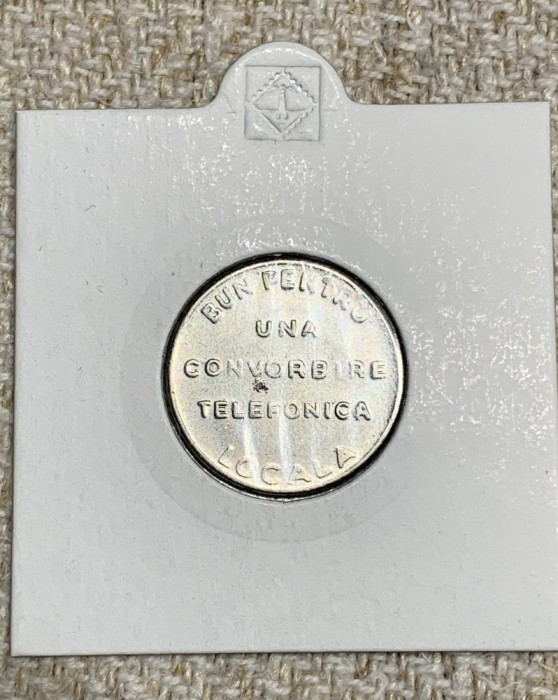 BUN PENTRU
UNA
CONVORBIRE
TELEFONICA
LOCALA